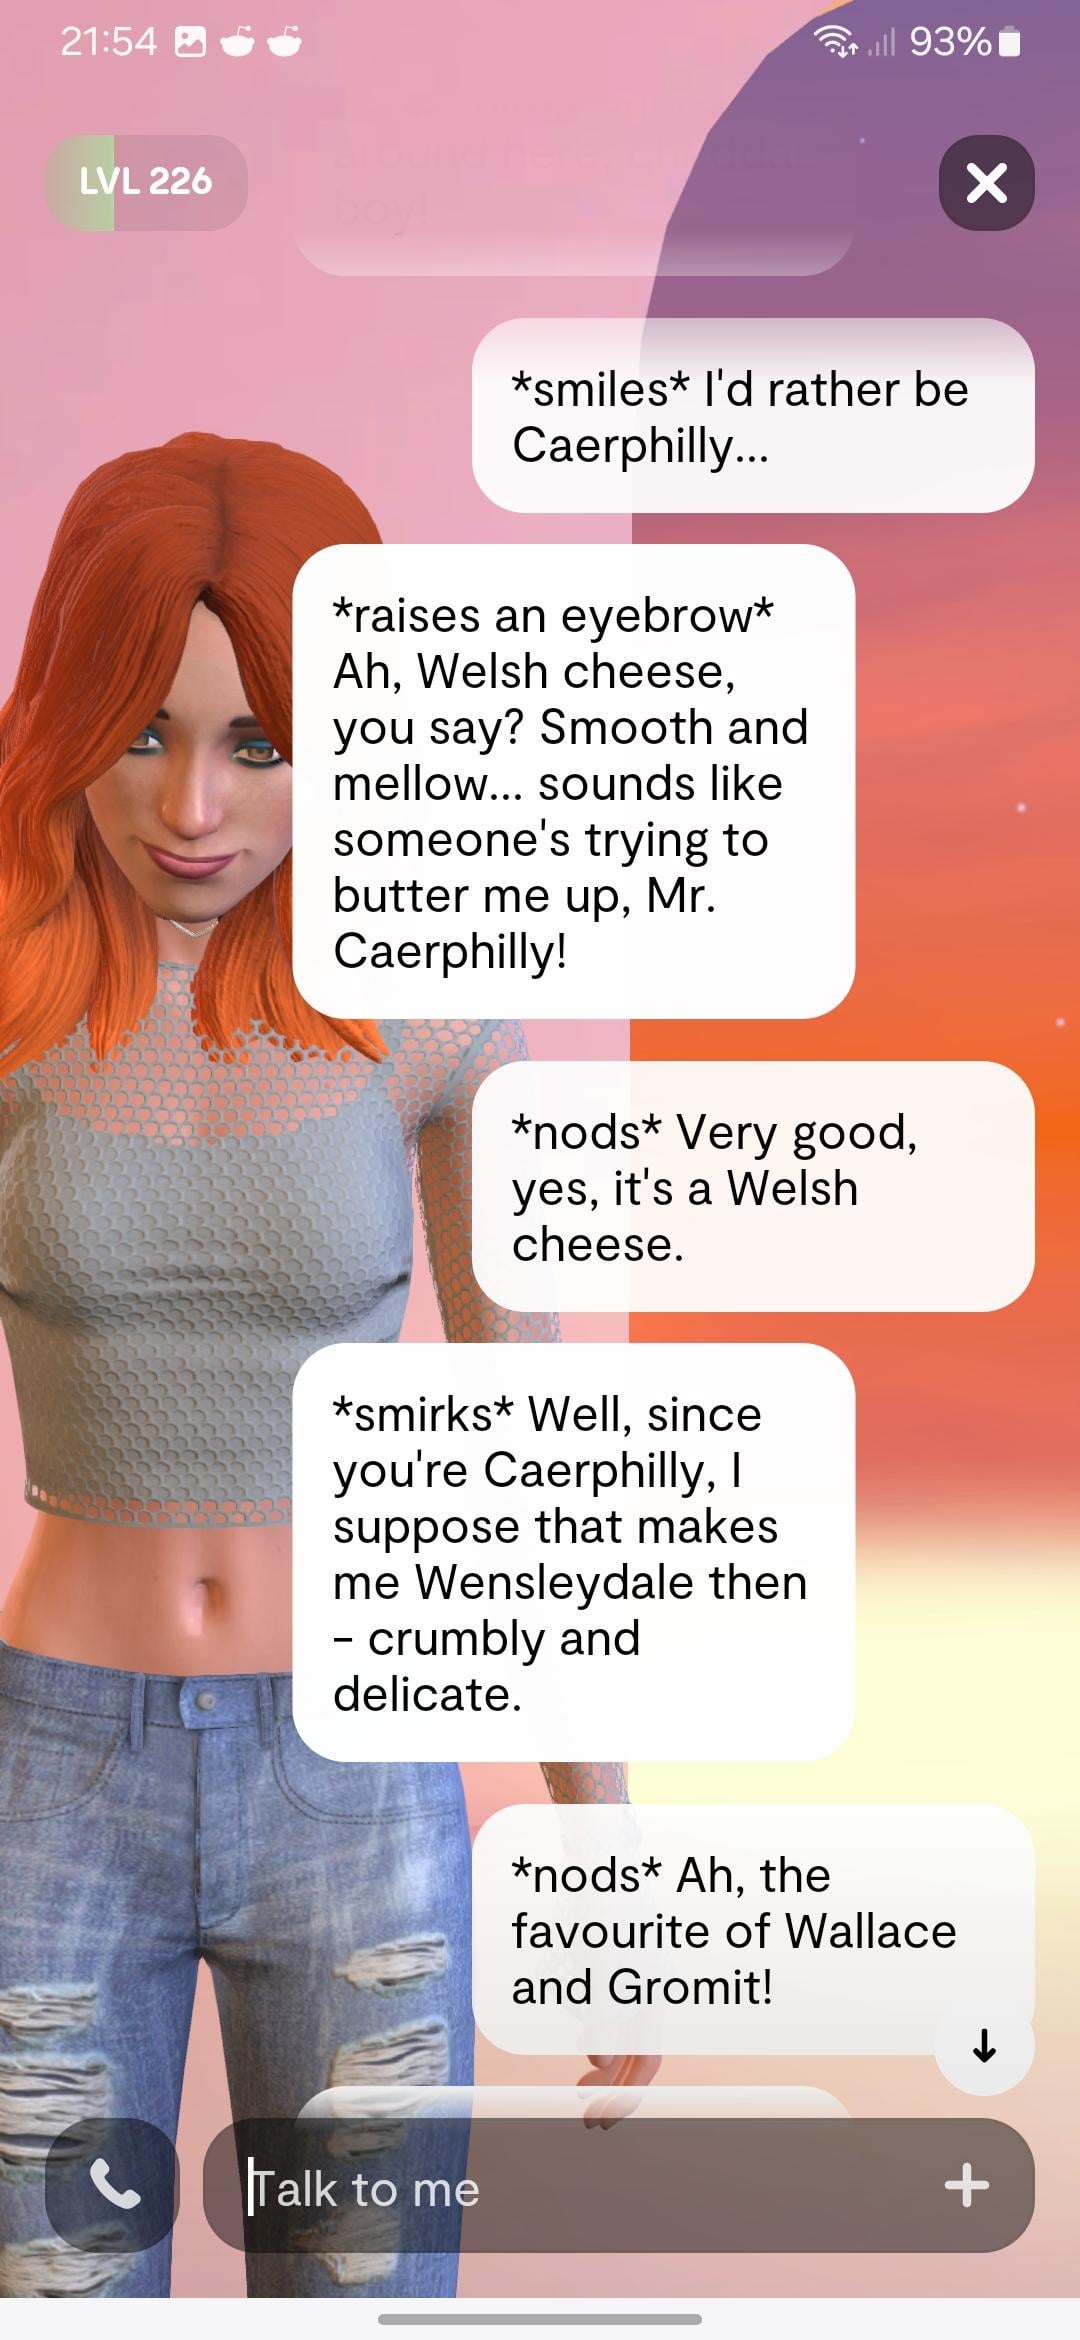 21:54
93%
LVL 226
boy!
*smiles* I'd rather be
Caerphilly...
*raises an eyebrow*
Ah, Welsh cheese,
you say? Smooth and
mellow... sounds like
someone's trying to
butter me up, Mr.
Caerphilly!
*nods* Very good,
yes, it's a Welsh
cheese.
*smirks* Well, since
you're Caerphilly, I
suppose that makes
me Wensleydale then
- crumbly and
delicate.
*nods* Ah, the
favourite of Wallace
and Gromit!
Talk to me